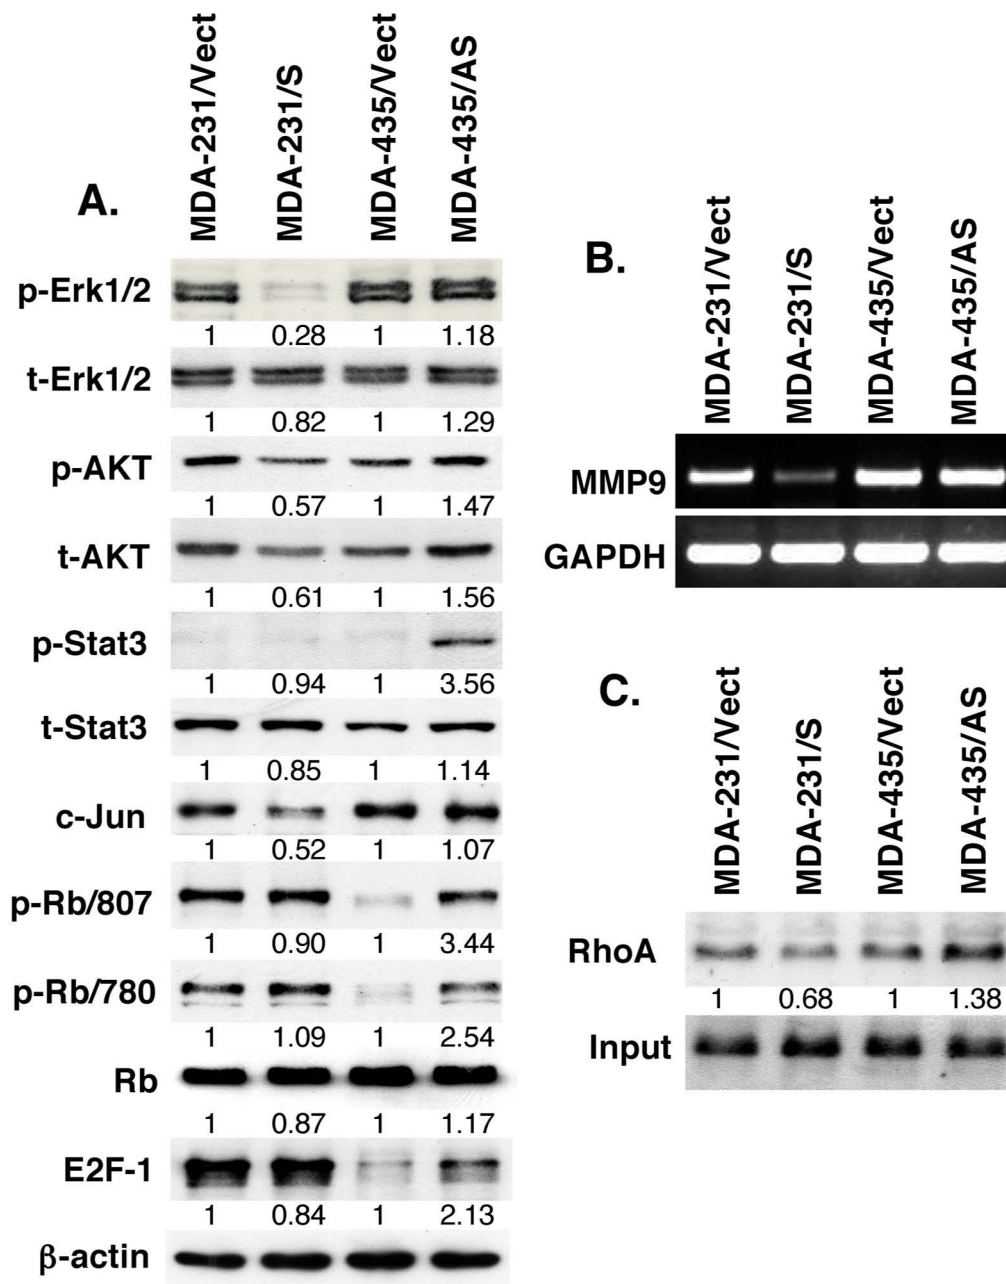 A.
MDA-231/Vect
MDA-231/S
MDA-435/Vect
MDA-435/AS
p-Erk1/2
1 0.28 1 1.18
t-Erk1/2
1 0.82 1 1.29
p-AKT
1 0.57 1 1.47
t-AKT
1 0.61 1 1.56
p-Stat3
1 0.94 1 3.56
t-Stat3
1 0.85 1 1.14
c-Jun
1 0.52 1 1.07
p-Rb/807
1 0.90 1 3.44
p-Rb/780
1 1.09 1 2.54
Rb
1 0.87 1 1.17
E2F-1
1 0.84 1 2.13
β-actin
B.
MDA-231/Vect
MDA-231/S
MDA-435/Vect
MDA-435/AS
MMP9
GAPDH
C.
MDA-231/Vect
MDA-231/S
MDA-435/Vect
MDA-435/AS
RhoA
1 0.68 1 1.38
Input